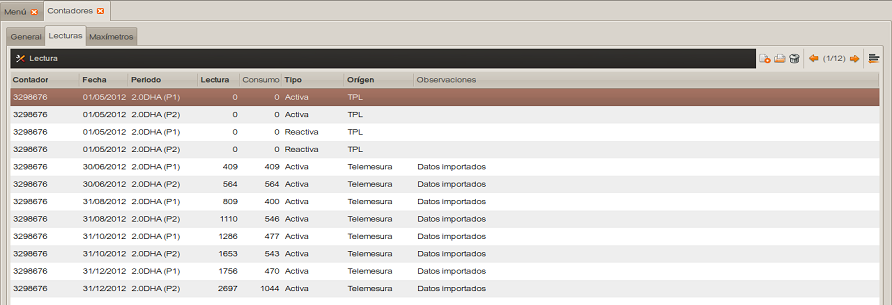 Menú Contadores
General Lecturas Maxímetros
Lectura (1/12)
Contador Fecha Periodo Lectura Consumo Tipo Orígen Observaciones
3298676 01/05/2012 2.0DHA (P1) 0 0 Activa TPL
3298676 01/05/2012 2.0DHA (P2) 0 0 Activa TPL
3298676 01/05/2012 2.0DHA (P1) 0 0 Reactiva TPL
3298676 01/05/2012 2.0DHA (P2) 0 0 Reactiva TPL
3298676 30/06/2012 2.0DHA (P1) 409 409 Activa Telemesura Datos importados
3298676 30/06/2012 2.0DHA (P2) 564 564 Activa Telemesura Datos importados
3298676 31/08/2012 2.0DHA (P1) 809 400 Activa Telemesura Datos importados
3298676 31/08/2012 2.0DHA (P2) 1110 546 Activa Telemesura Datos importados
3298676 31/10/2012 2.0DHA (P1) 1286 477 Activa Telemesura Datos importados
3298676 31/10/2012 2.0DHA (P2) 1653 543 Activa Telemesura Datos importados
3298676 31/12/2012 2.0DHA (P1) 1756 470 Activa Telemesura Datos importados
3298676 31/12/2012 2.0DHA (P2) 2697 1044 Activa Telemesura Datos importados